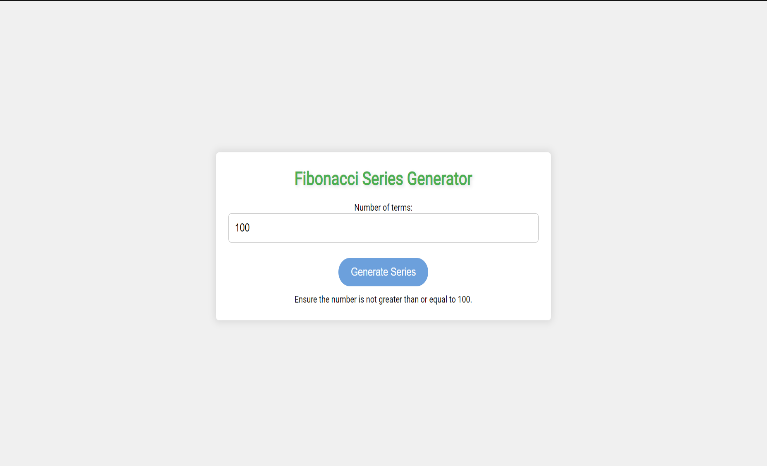 Fibonacci Series Generator
Number of terms:
100
Generate Series
Ensure the number is not greater than or equal to 100.